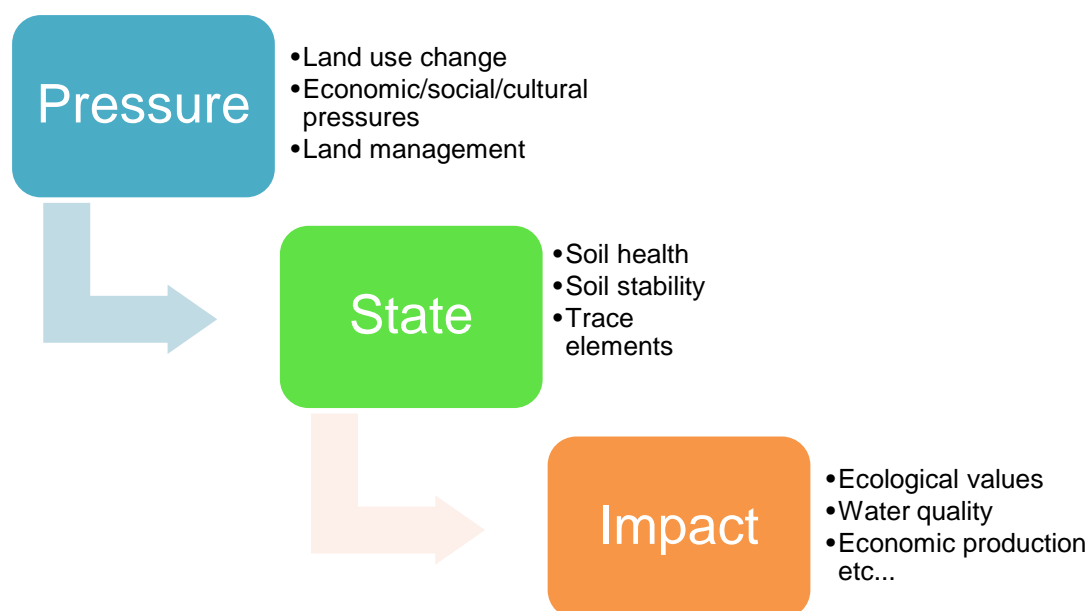 Pressure
•Land use change
•Economic/social/cultural
pressures
•Land management
State
•Soil health
•Soil stability
•Trace
elements
Impact
•Ecological values
•Water quality
•Economic production
etc...